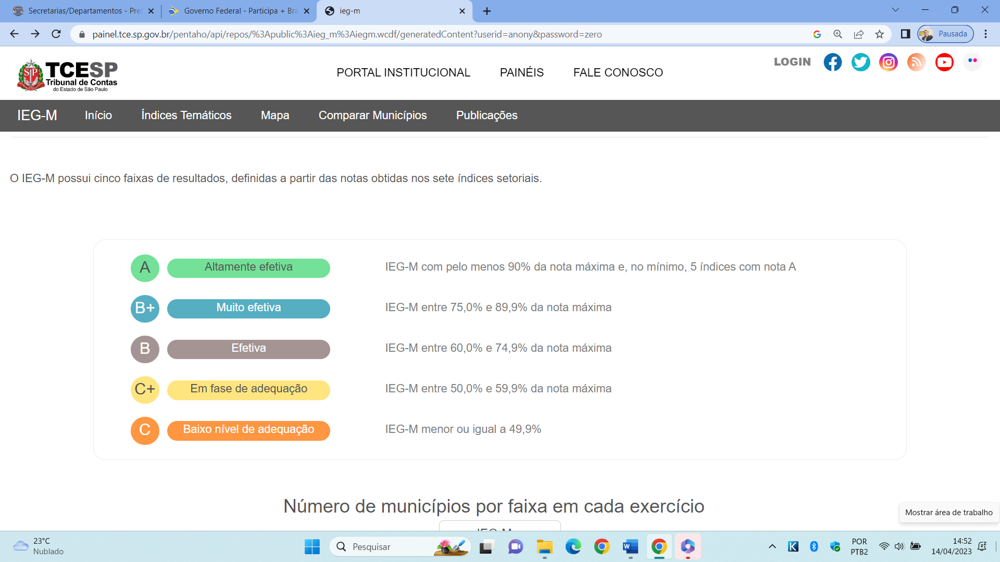 Secretarias/Departamentos - Pre
Governo Federal - Participa + Bra
ieg-m
painel.tce.sp.gov.br/pentaho/api/repos/%3Apublic%3Aieg_m%3Aiegm.wcdf/generatedContent?userid=anony&password=zero
Pausada
TCESP
Tribunal de Contas
do Estado de São Paulo
PORTAL INSTITUCIONAL PAINÉIS FALE CONOSCO
LOGIN
IEG-M Início Índices Temáticos Mapa Comparar Municípios Publicações
O IEG-M possui cinco faixas de resultados, definidas a partir das notas obtidas nos sete índices setoriais.
A Altamente efetiva IEG-M com pelo menos 90% da nota máxima e, no mínimo, 5 índices com nota A
B+ Muito efetiva IEG-M entre 75,0% e 89,9% da nota máxima
B Efetiva IEG-M entre 60,0% e 74,9% da nota máxima
C+ Em fase de adequação IEG-M entre 50,0% e 59,9% da nota máxima
C Baixo nível de adequação IEG-M menor ou igual a 49,9%
Número de municípios por faixa em cada exercício
IEG-M
Mostrar área de trabalho
23°C
Nublado
Pesquisar
POR
PTB2
14:52
14/04/2023